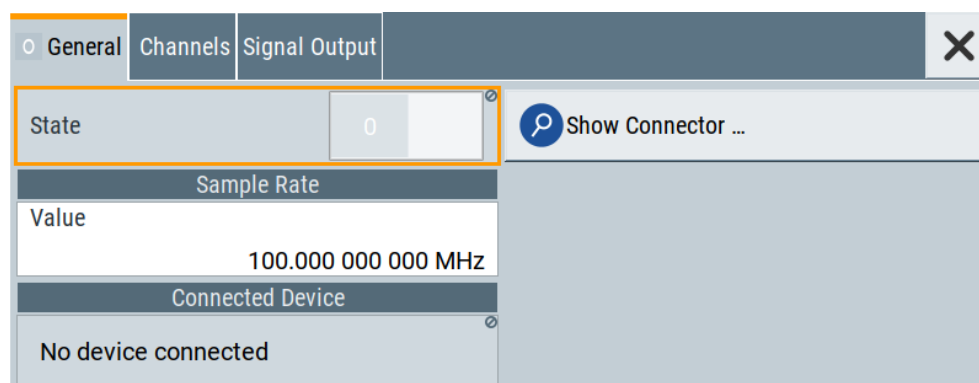 0 General Channels Signal Output
State 0
Show Connector ...
Sample Rate
Value
100.000 000 000 MHz
Connected Device
No device connected